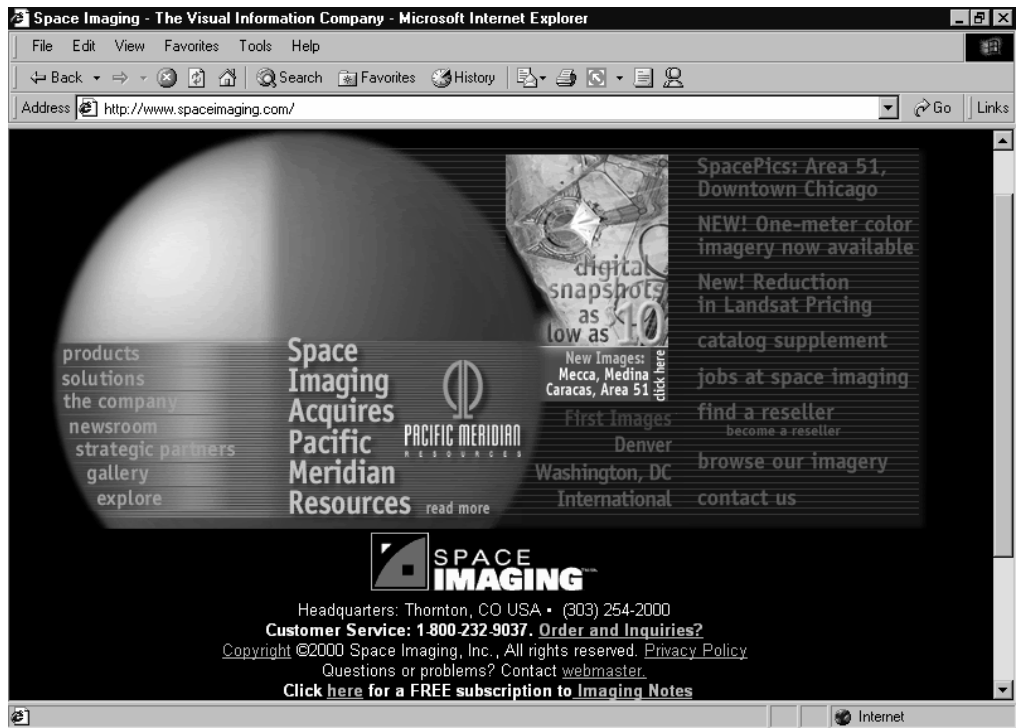 Space Imaging - The Visual Information Company - Microsoft Internet Explorer
File Edit View Favorites Tools Help
Back Search Favorites History
Address http://www.spaceimaging.com/ Go Links
products
solutions
the company
newsroom
strategic partners
gallery
explore
Space
Imaging
Acquires
Pacific
Meridian
Resources read more
PACIFIC MERIDIAN
RESOURCES
digital
snapshots
as
low as $10
New Images:
Mecca, Medina
Caracas, Area 51
click here
First Images
Denver
Washington, DC
International
SpacePics: Area 51,
Downtown Chicago
NEW! One-meter color
imagery now available
New! Reduction
in Landsat Pricing
catalog supplement
jobs at space imaging
find a reseller
become a reseller
browse our imagery
contact us
SPACE
IMAGING
Headquarters: Thornton, CO USA • (303) 254-2000
Customer Service: 1-800-232-9037. Order and Inquiries?
Copyright ©2000 Space Imaging, Inc., All rights reserved. Privacy Policy
Questions or problems? Contact webmaster.
Click here for a FREE subscription to Imaging Notes
Internet